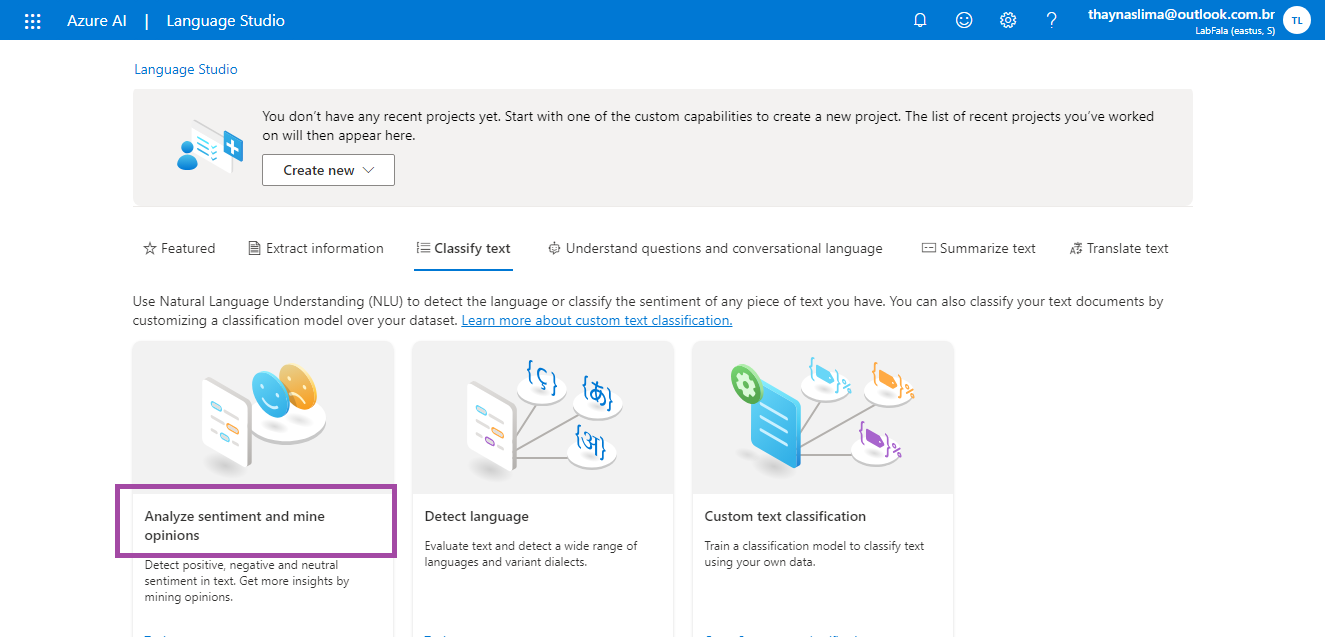 Azure AI | Language Studio
thaynaslima@outlook.com.br
LabFala (eastus, S)
TL
Language Studio
You don't have any recent projects yet. Start with one of the custom capabilities to create a new project. The list of recent projects you've worked
on will then appear here.
Create new
Featured
Extract information
Classify text
Understand questions and conversational language
Summarize text
Translate text
Use Natural Language Understanding (NLU) to detect the language or classify the sentiment of any piece of text you have. You can also classify your text documents by
customizing a classification model over your dataset. Learn more about custom text classification.
{ς}
{あ}
{अ}
Analyze sentiment and mine
opinions
Detect positive, negative and neutral
sentiment in text. Get more insights by
mining opinions.
Detect language
Evaluate text and detect a wide range of
languages and variant dialects.
Custom text classification
Train a classification model to classify text
using your own data.